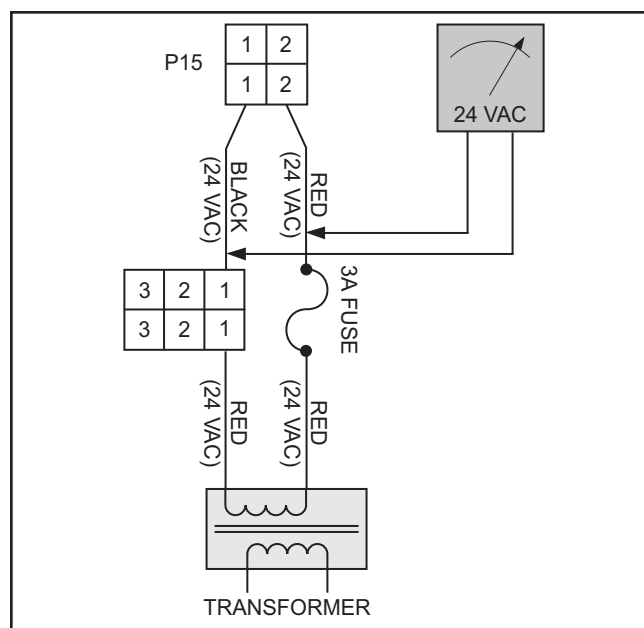 P15
1 2
1 2
24 VAC
BLACK
(24 VAC)
RED
(24 VAC)
3 2 1
3 2 1
3A FUSE
RED
(24 VAC)
RED
(24 VAC)
TRANSFORMER